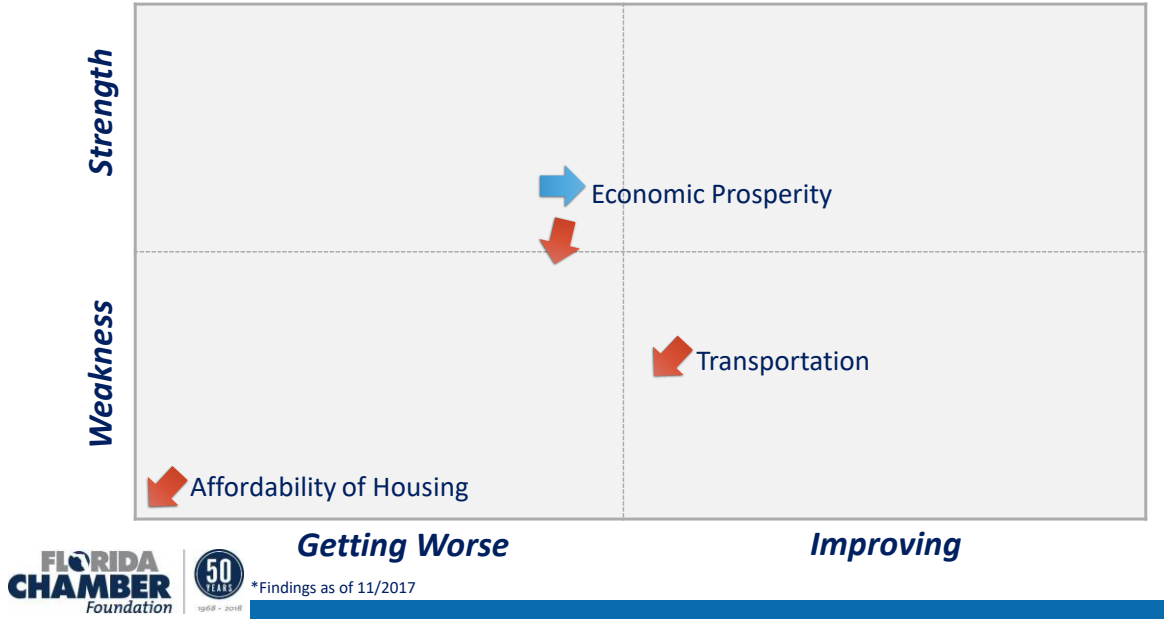 Strength
Economic Prosperity
Weakness
Transportation
Affordability of Housing
Getting Worse
Improving
FLORIDA
CHAMBER
Foundation
50
YEARS
1968 - 2018
*Findings as of 11/2017